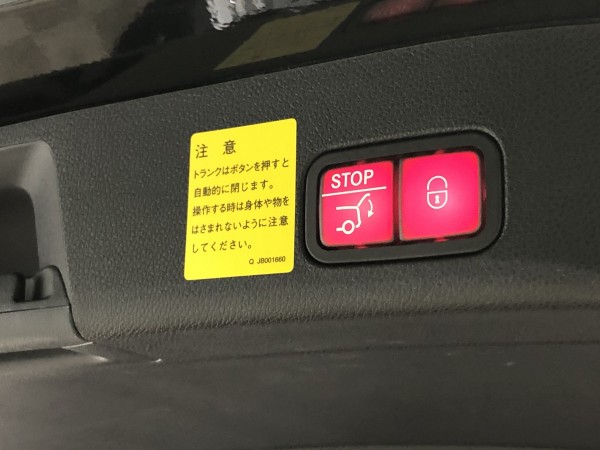 注 意
トランクはボタンを押すと
自動的に閉じます。
操作する時は身体や物を
はさまれないように注意
してください。
Q JB001660
STOP